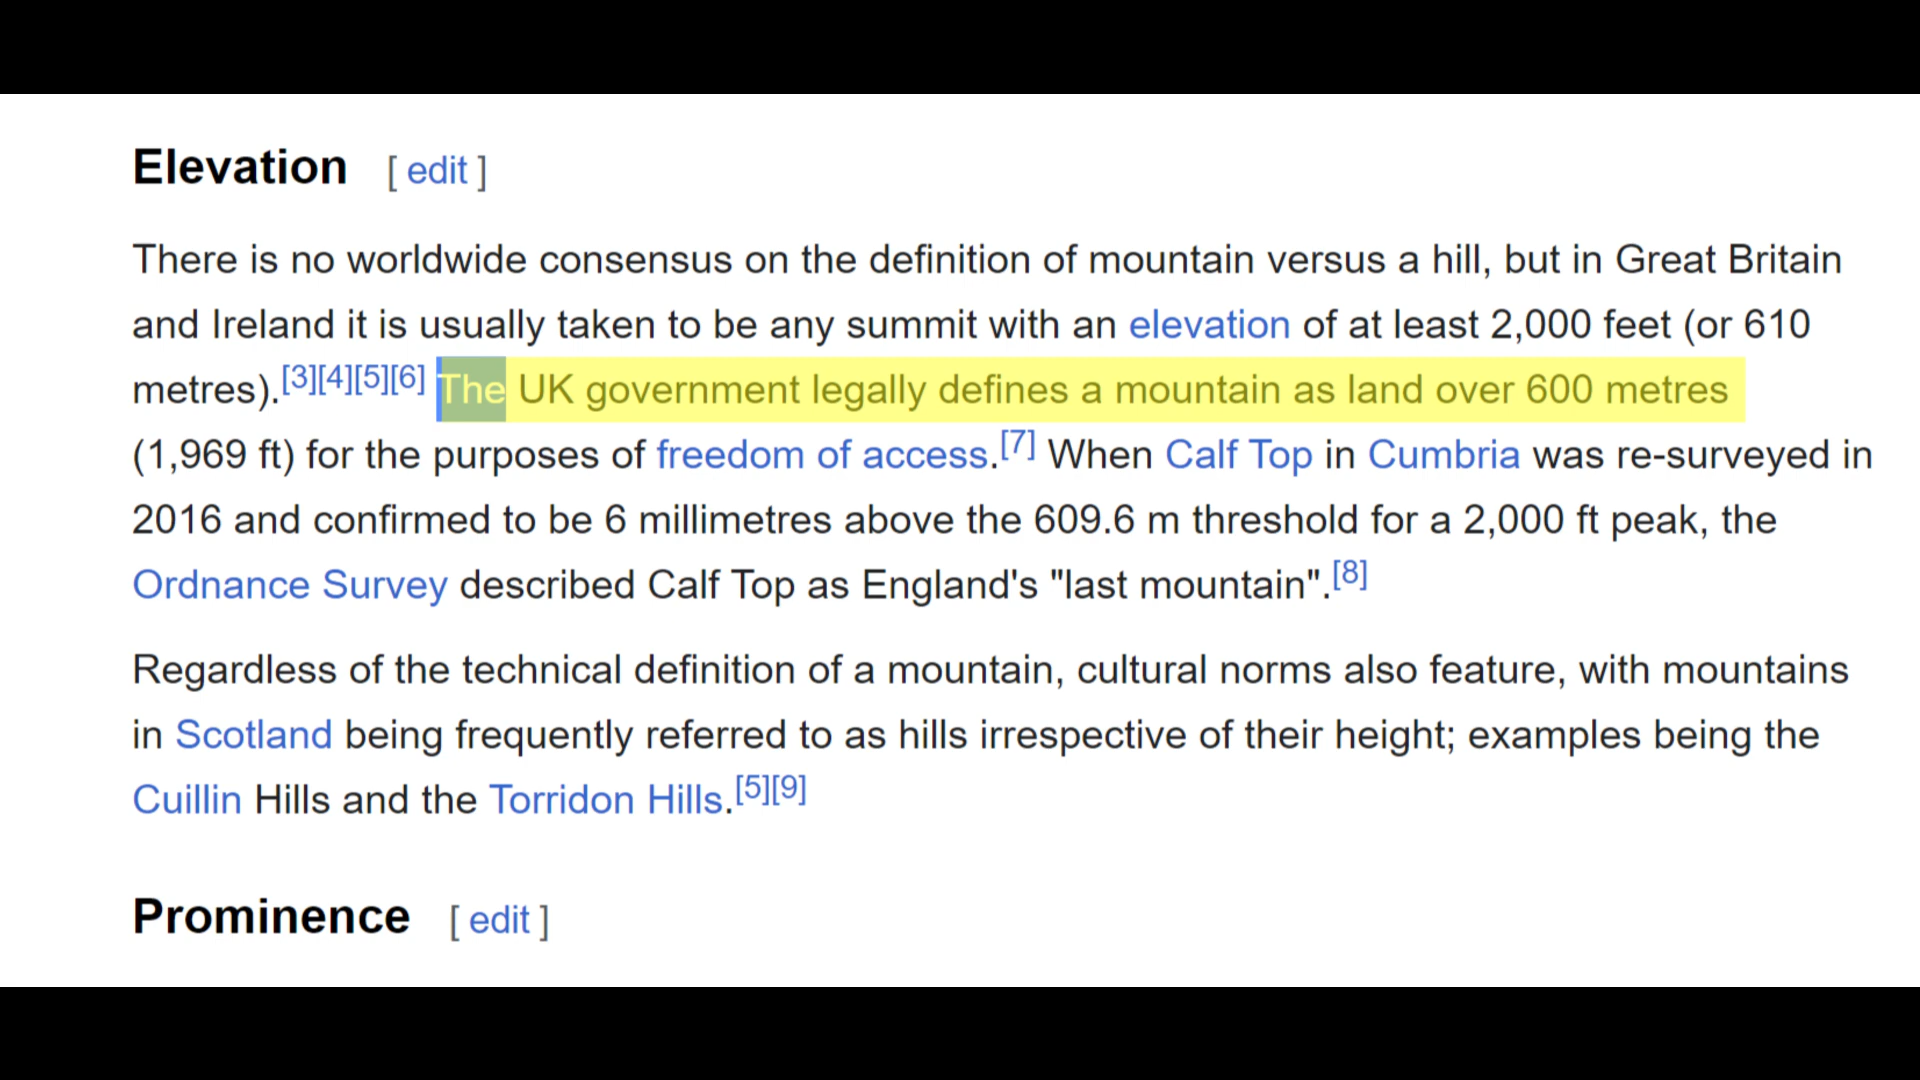 Elevation [ edit ]
There is no worldwide consensus on the definition of mountain versus a hill, but in Great Britain
and Ireland it is usually taken to be any summit with an elevation of at least 2,000 feet (or 610
metres).[3][4][5][6] The UK government legally defines a mountain as land over 600 metres
(1,969 ft) for the purposes of freedom of access.[7] When Calf Top in Cumbria was re-surveyed in
2016 and confirmed to be 6 millimetres above the 609.6 m threshold for a 2,000 ft peak, the
Ordnance Survey described Calf Top as England's "last mountain".[8]
Regardless of the technical definition of a mountain, cultural norms also feature, with mountains
in Scotland being frequently referred to as hills irrespective of their height; examples being the
Cuillin Hills and the Torridon Hills.[5][9]
Prominence [ edit ]